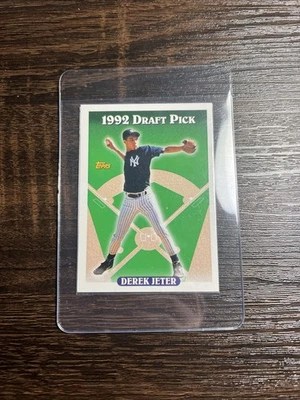 1992 DRAFT PICK
Topps
NY
DEREK JETER